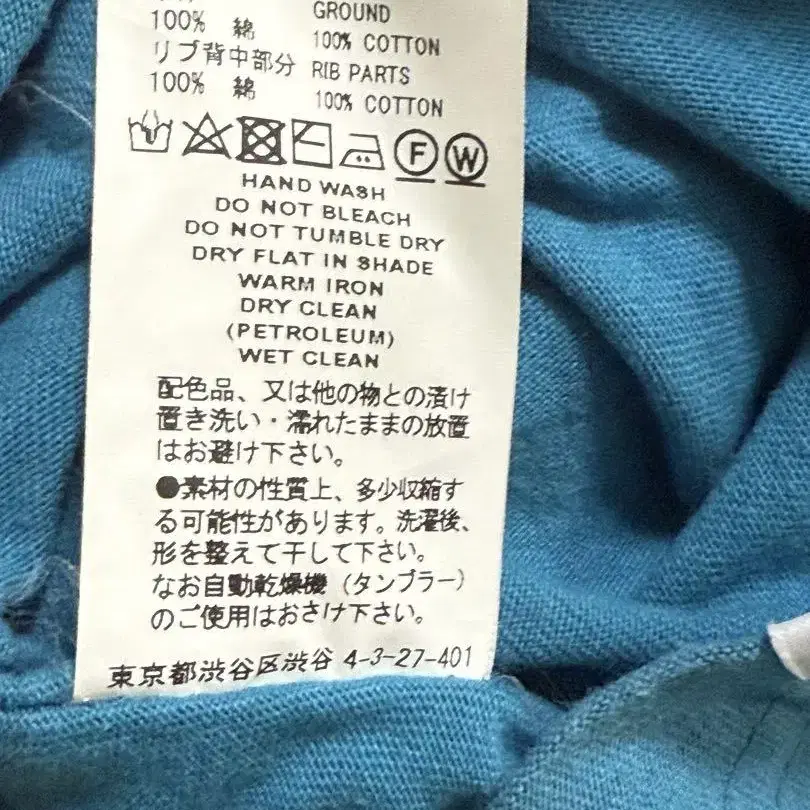 GROUND
100% 綿 100% COTTON
リブ背中部分 RIB PARTS
100% 綿 100% COTTON
F W
HAND WASH
DO NOT BLEACH
DO NOT TUMBLE DRY
DRY FLAT IN SHADE
WARM IRON
DRY CLEAN
(PETROLEUM)
WET CLEAN
配色品、又は他の物との漬け
置き洗い・濡れたままの放置
はお避け下さい。
●素材の性質上、多少収縮す
る可能性があります。洗濯後、
形を整えて干して下さい。
なお自動乾燥機（タンブラー）
のご使用はおさけ下さい。
東京都渋谷区渋谷 4-3-27-401